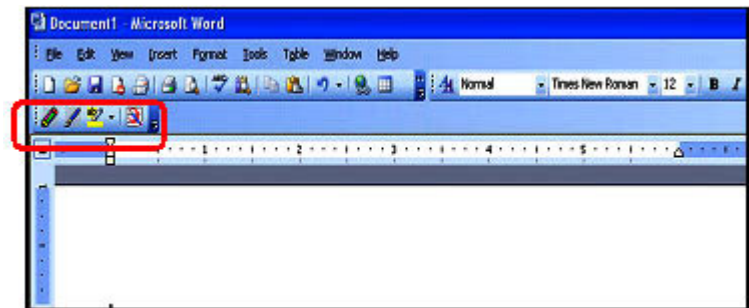 Document1 - Microsoft Word
File Edit View Insert Format Tools Table Window Help
Normal Times New Roman 12 B I
1 2 3 4 5